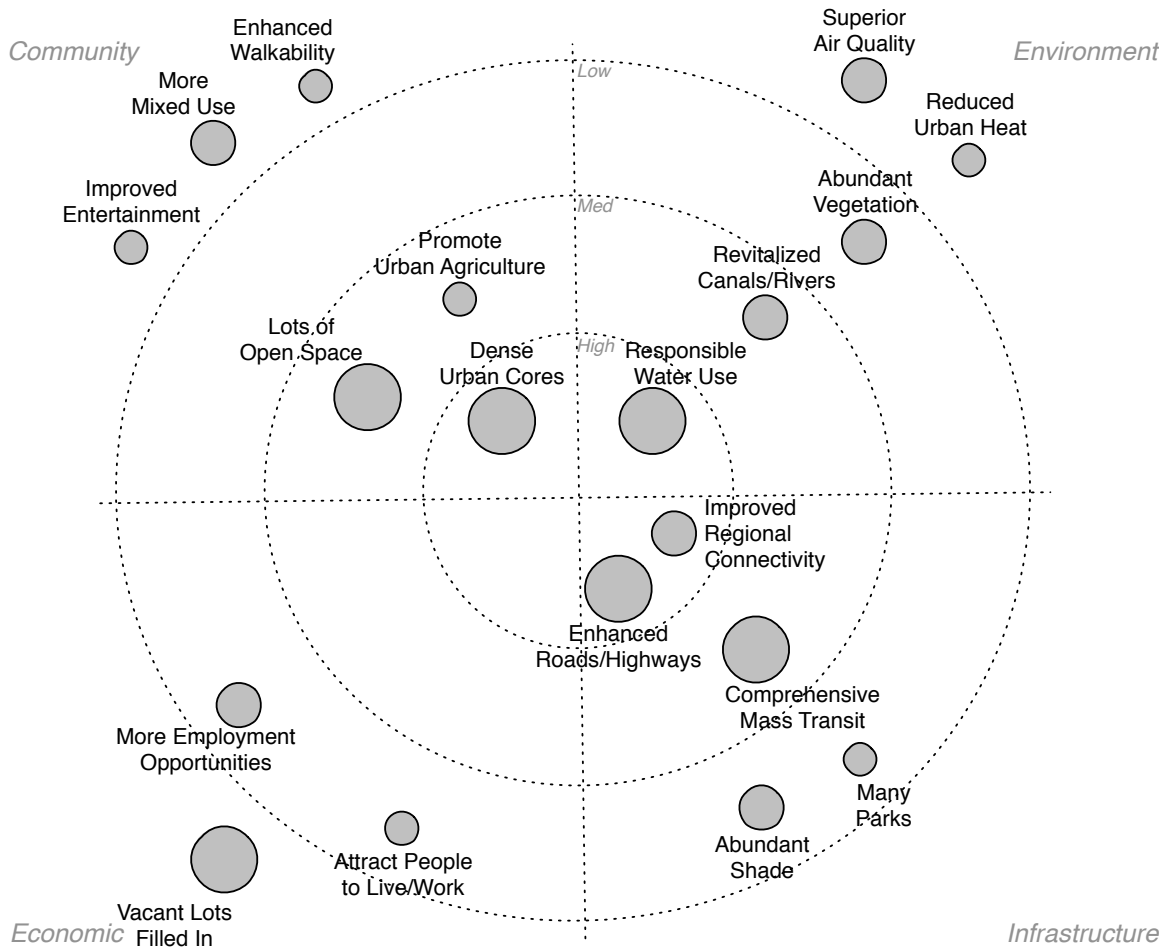 Community
Enhanced
Walkability
Superior
Air Quality
Environment
Low
More
Mixed Use
Reduced
Urban Heat
Improved
Entertainment
Abundant
Vegetation
Med
Promote
Urban Agriculture
Revitalized
Canals/Rivers
Lots of
Open Space
Dense
Urban Cores
High
Responsible
Water Use
Improved
Regional
Connectivity
Enhanced
Roads/Highways
Comprehensive
Mass Transit
More Employment
Opportunities
Many
Parks
Abundant
Shade
Attract People
to Live/Work
Vacant Lots
Filled In
Economic
Infrastructure